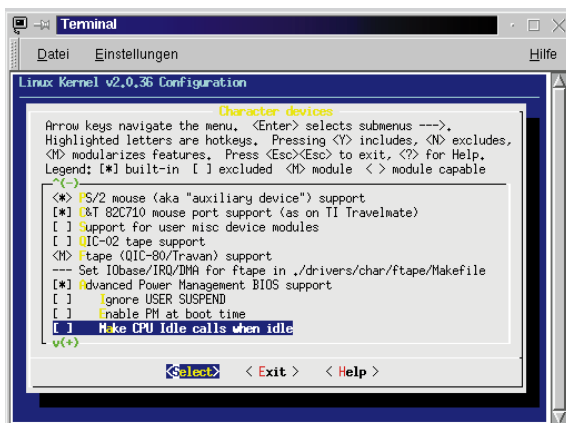 Terminal
Datei Einstellungen Hilfe
Linux Kernel v2.0.36 Configuration
Character devices
Arrow keys navigate the menu. <Enter> selects submenus --->.
Highlighted letters are hotkeys. Pressing <Y> includes, <N> excludes,
<M> modularizes features. Press <Esc><Esc> to exit, <?> for Help.
Legend: [*] built-in [ ] excluded <M> module < > module capable
^(-)
<*> PS/2 mouse (aka "auxiliary device") support
[*] C&T 82C710 mouse port support (as on TI Travelmate)
[ ] Support for user misc device modules
[ ] QIC-02 tape support
<M> Ftape (QIC-80/Travan) support
--- Set IObase/IRQ/DMA for ftape in ./drivers/char/ftape/Makefile
[*] Advanced Power Management BIOS support
[ ] Ignore USER SUSPEND
[ ] Enable PM at boot time
[ ] Make CPU Idle calls when idle
v(+)
<Select> < Exit > < Help >